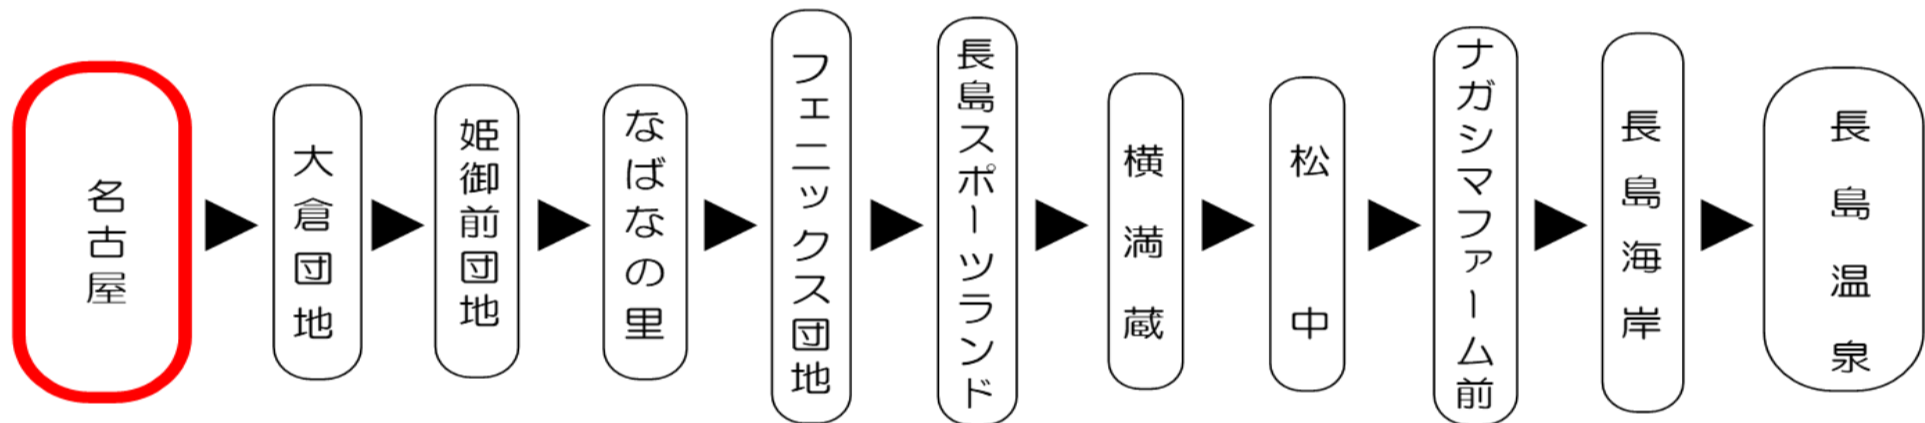 名古屋
大倉団地
姫御前団地
なばなの里
フェニックス団地
長島スポーツランド
横満蔵
松中
ナガシマファーム前
長島海岸
長島温泉